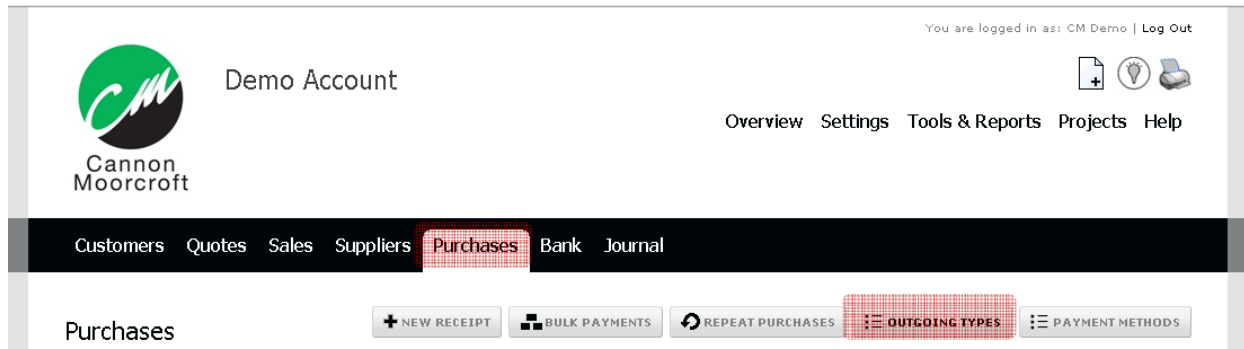 You are logged in as: CM Demo | Log Out
CM
Demo Account
Overview Settings Tools & Reports Projects Help
Cannon
Moorcroft
Customers Quotes Sales Suppliers Purchases Bank Journal
Purchases
NEW RECEIPT BULK PAYMENTS REPEAT PURCHASES OUTGOING TYPES PAYMENT METHODS